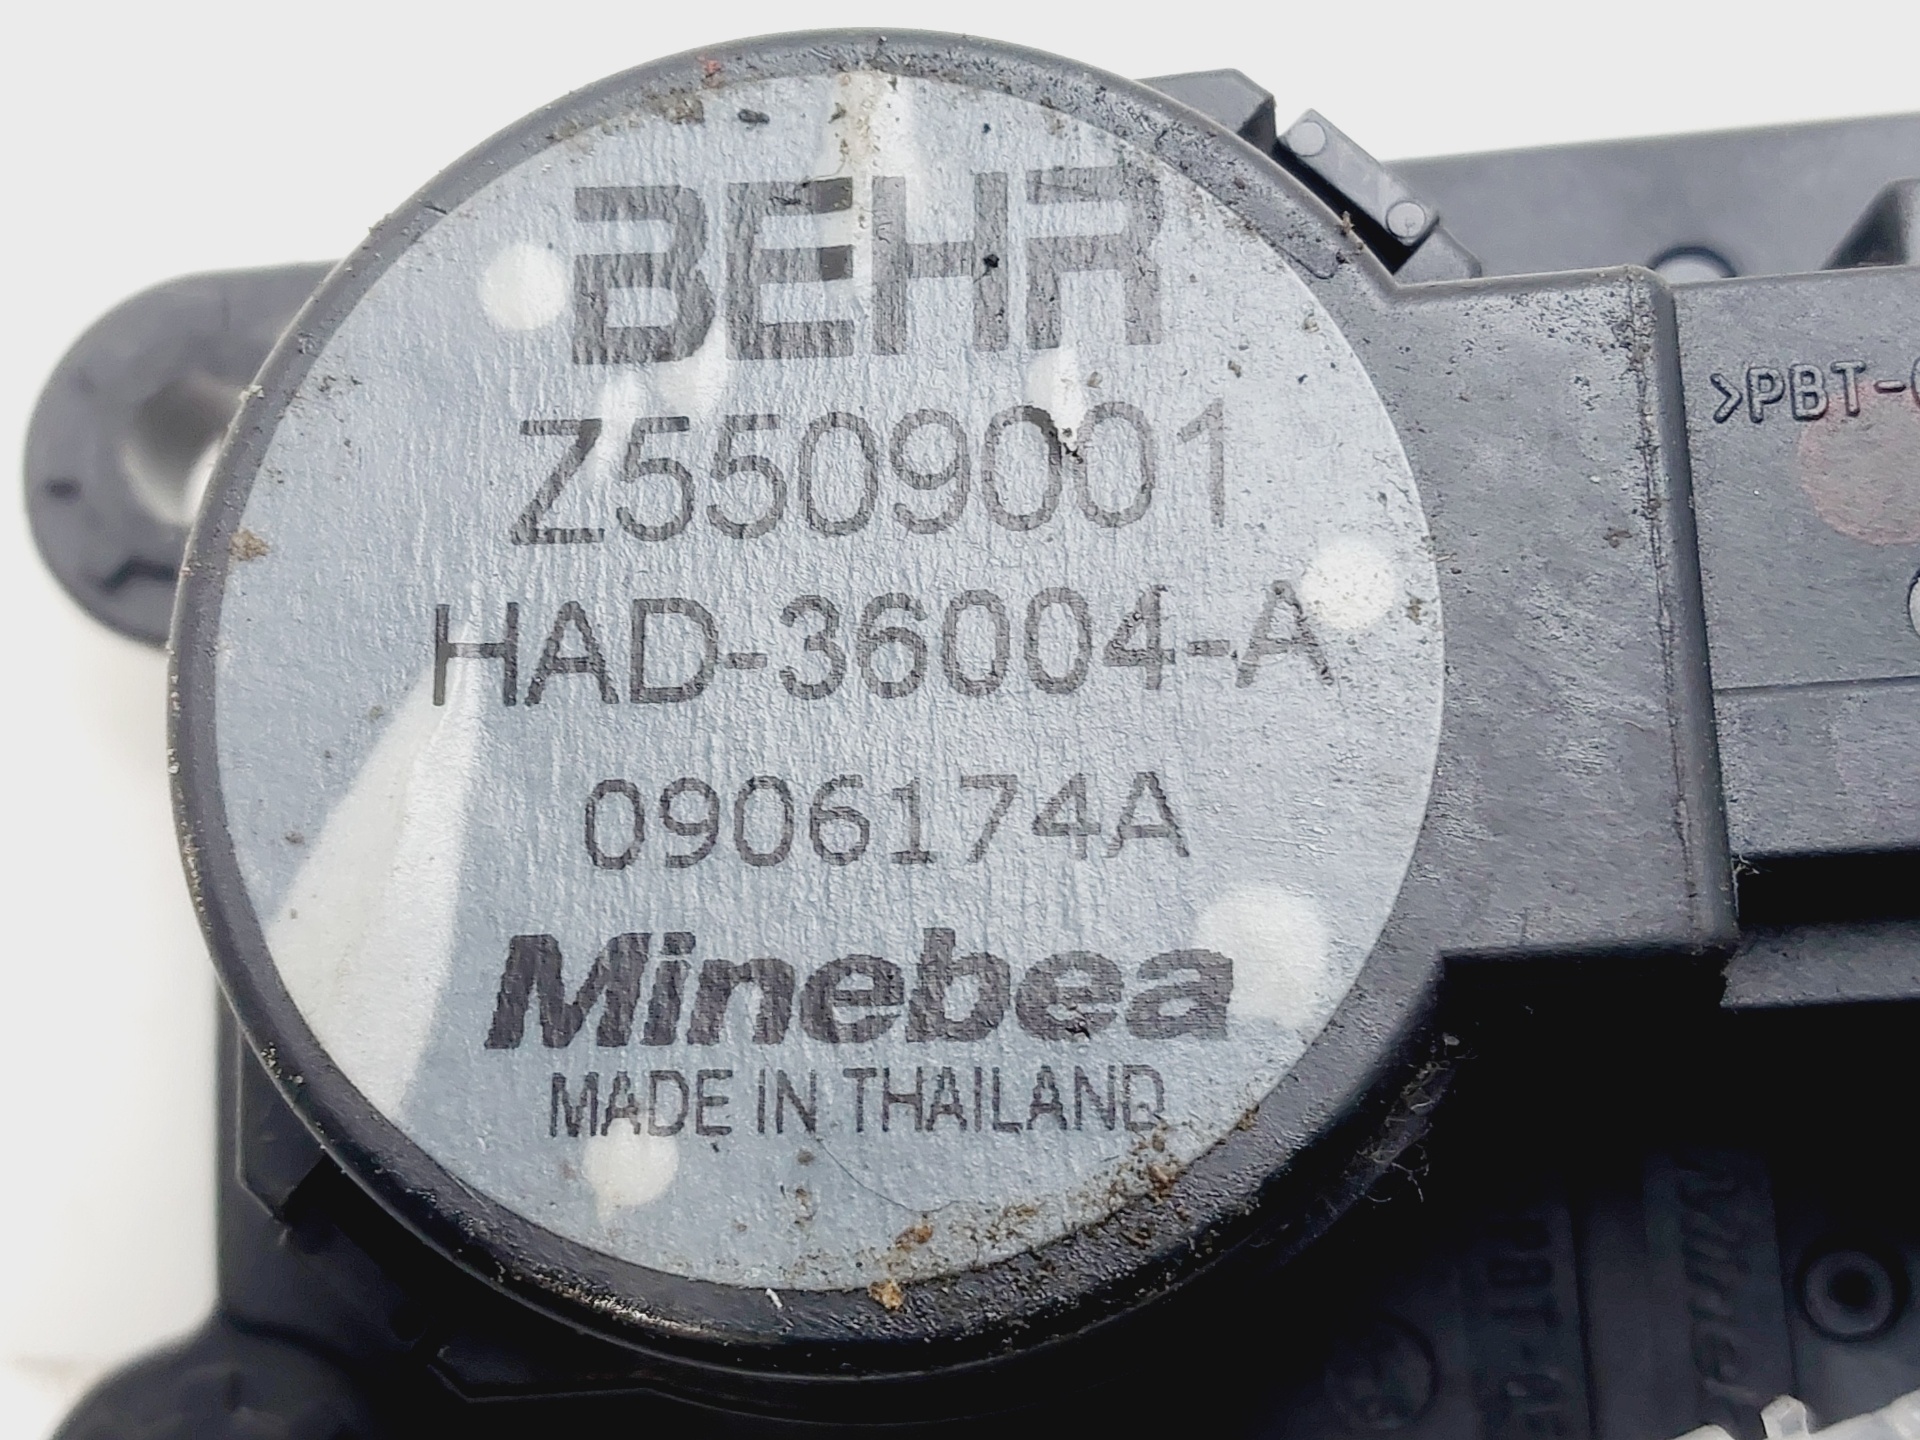 BEHR
Z5509001
HAD-36004-A
0906174A
Minebea
MADE IN THAILAND
>PBT-